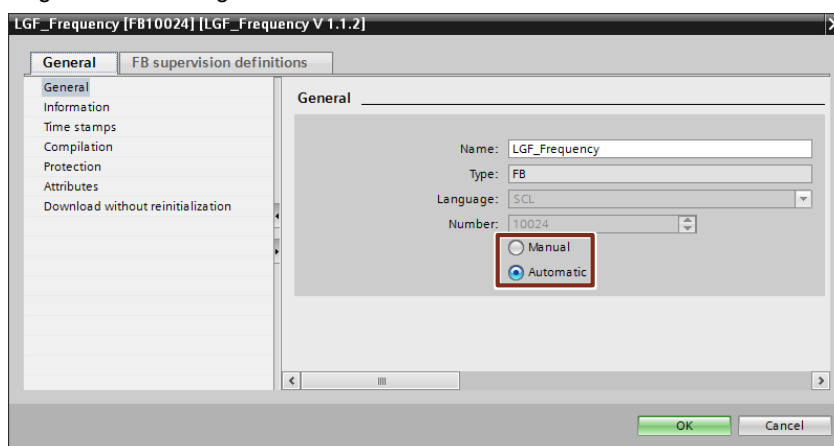 LGF_Frequency [FB10024] [LGF_Frequency V 1.1.2]
General
FB supervision definitions
General
Information
Time stamps
Compilation
Protection
Attributes
Download without reinitialization
General
Name: LGF_Frequency
Type: FB
Language: SCL
Number: 10024
Manual
Automatic
OK
Cancel